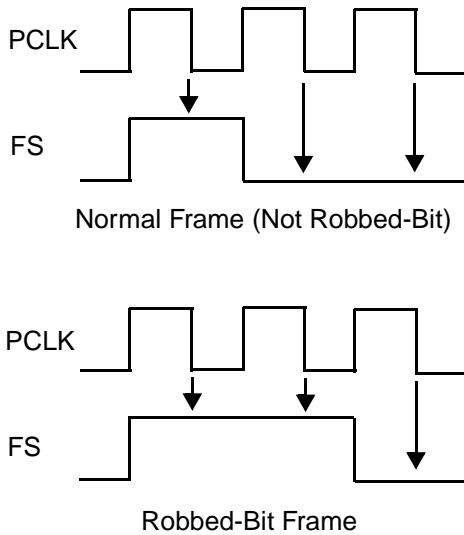 PCLK
FS
Normal Frame (Not Robbed-Bit)
PCLK
FS
Robbed-Bit Frame